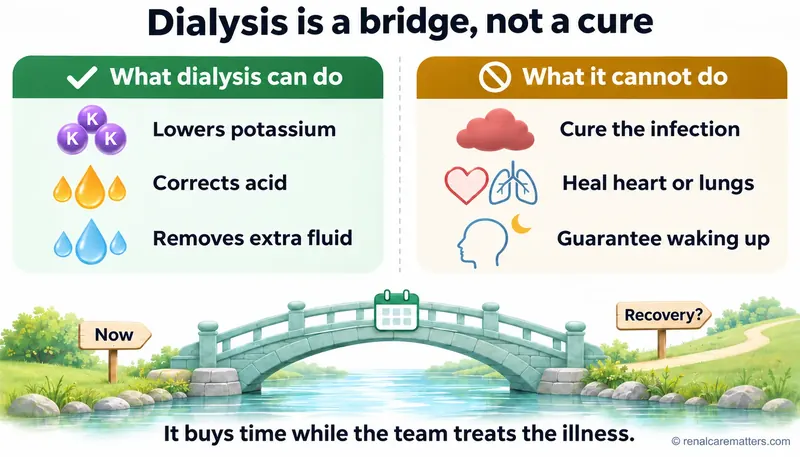 Dialysis is a bridge, not a cure
What dialysis can do
K
K
K
Lowers potassium
Corrects acid
Removes extra fluid
What it cannot do
Cure the infection
Heal heart or lungs
Guarantee waking up
Now
Recovery?
It buys time while the team treats the illness.
© renalcarematters.com